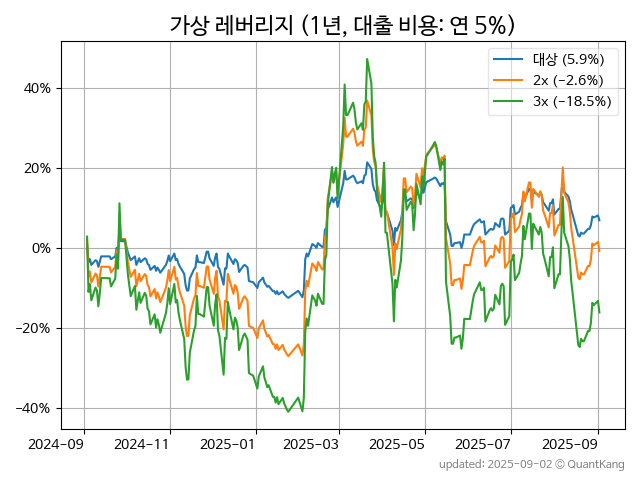 가상 레버리지 (1년, 대출 비용: 연 5%)
대상 (5.9%)
2x (−2.6%)
3x (−18.5%)
40%
20%
0%
−20%
−40%
2024-09 2024-11 2025-01 2025-03 2025-05 2025-07 2025-09
updated: 2025-09-02 © QuantKang